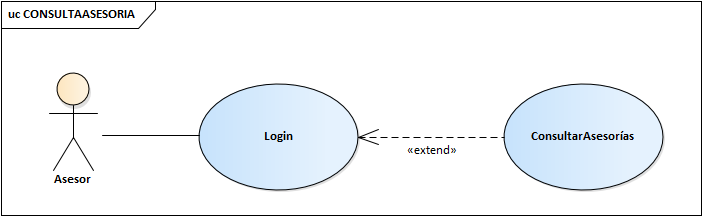 uc CONSULTAASESORIA
Login
ConsultarAsesorías
«extend»
Asesor